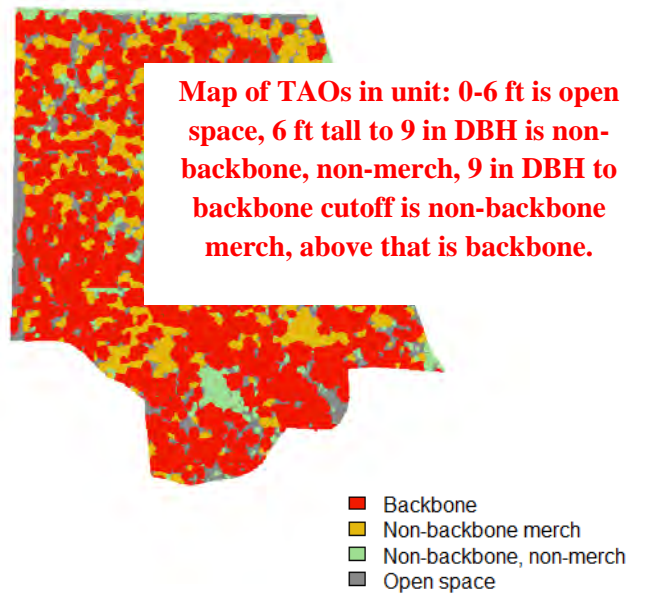 Map of TAOs in unit: 0-6 ft is open
space, 6 ft tall to 9 in DBH is non-
backbone, non-merch, 9 in DBH to
backbone cutoff is non-backbone
merch, above that is backbone.
Backbone
Non-backbone merch
Non-backbone, non-merch
Open space